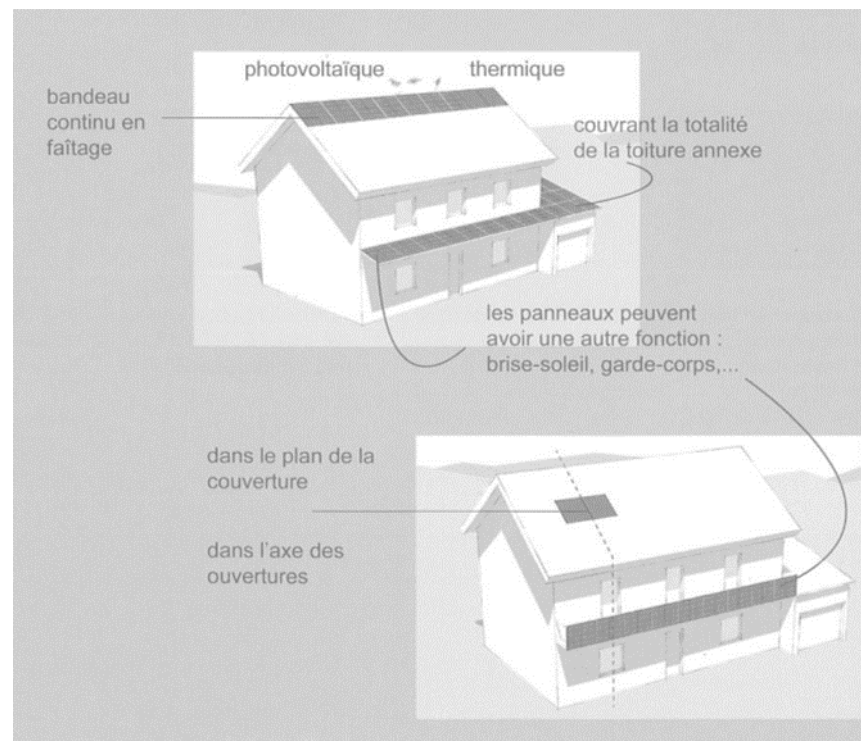 photovoltaïque thermique
bandeau
continu en
faîtage
couvrant la totalité
de la toiture annexe
les panneaux peuvent
avoir une autre fonction :
brise-soleil, garde-corps,...
dans le plan de la
couverture
dans l'axe des
ouvertures